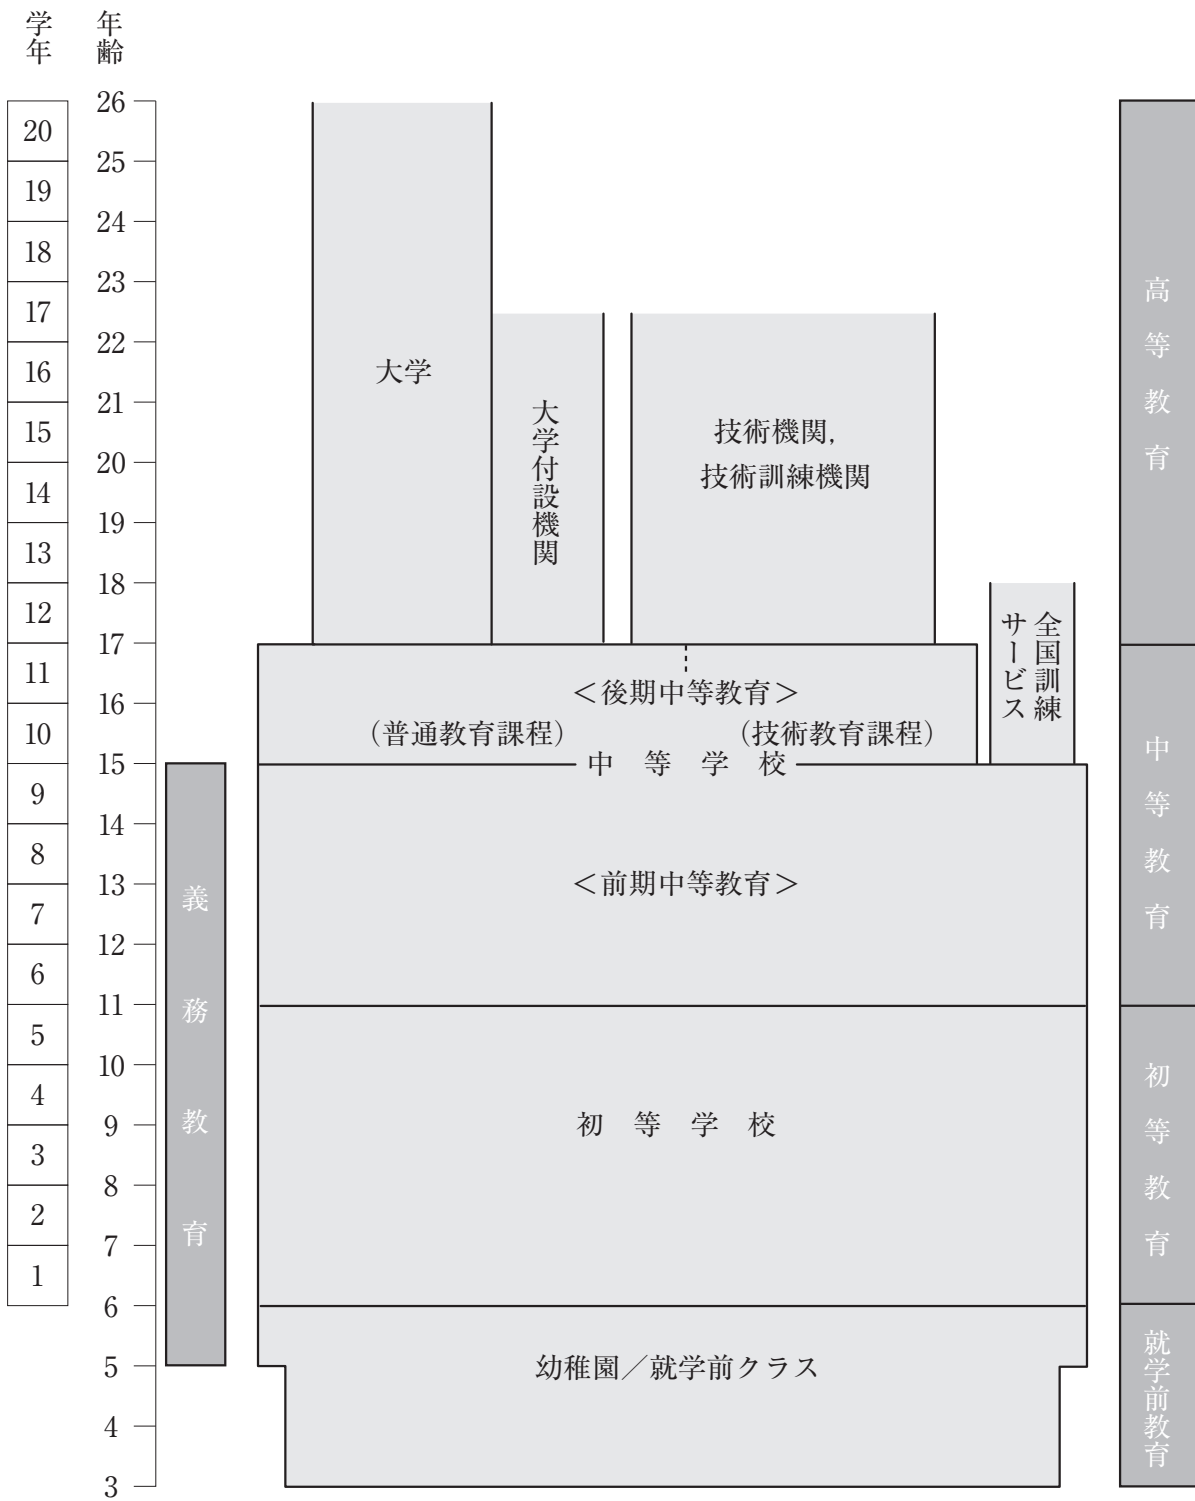 学年
年齢
20
19
18
17
16
15
14
13
12
11
10
9
8
7
6
5
4
3
2
1
26
25
24
23
22
21
20
19
18
17
16
15
14
13
12
11
10
9
8
7
6
5
4
3
義務教育
大学
大学付設機関
技術機関,
技術訓練機関
全国訓練
サービス
＜後期中等教育＞
（普通教育課程）
（技術教育課程）
中等学校
＜前期中等教育＞
初等学校
幼稚園／就学前クラス
高等教育
中等教育
初等教育
就学前教育